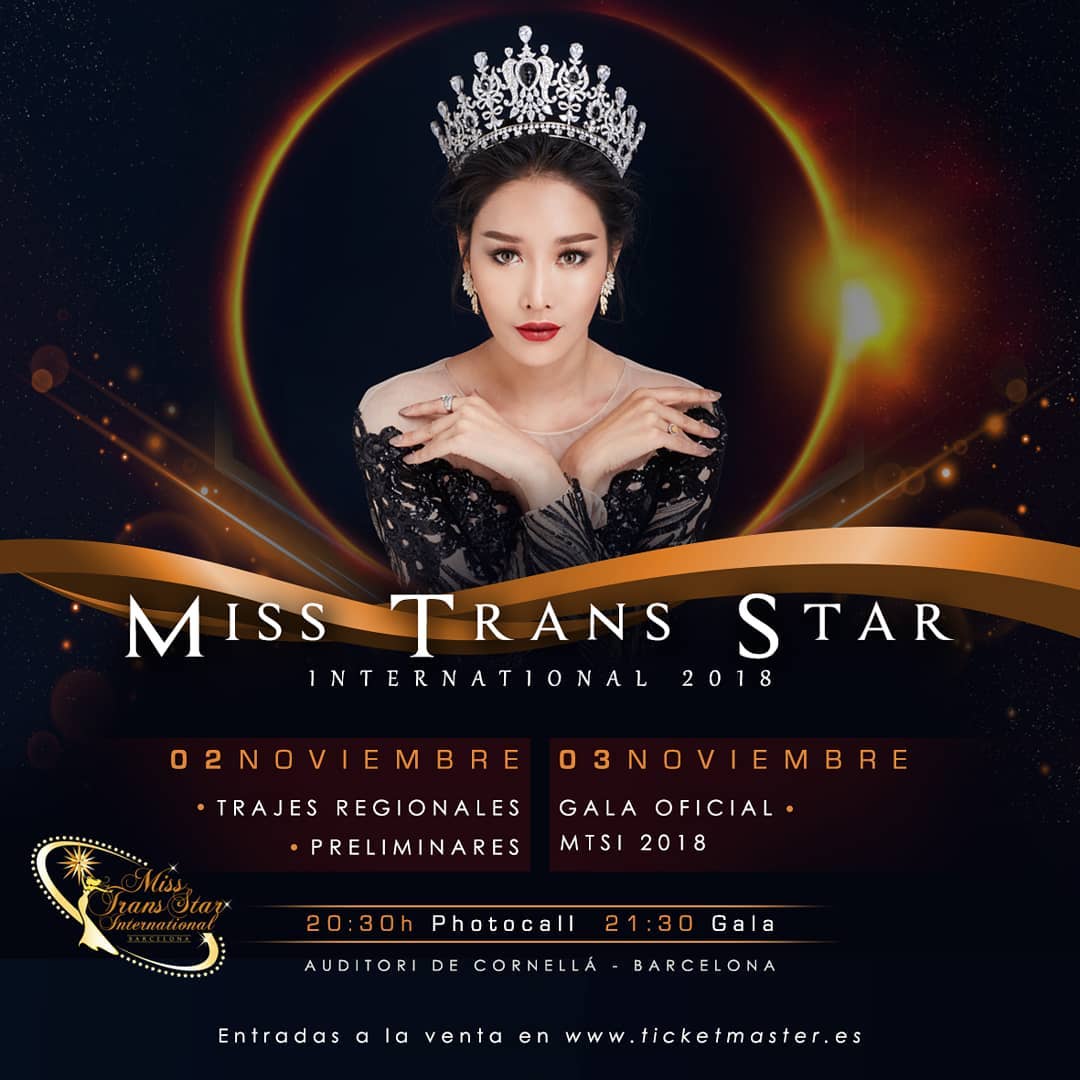 MISS TRANS STAR
INTERNATIONAL 2018
02 NOVIEMBRE
• TRAJES REGIONALES
• PRELIMINARES
03 NOVIEMBRE
GALA OFICIAL •
MTSI 2018
Miss
Trans Star
International
BARCELONA
20:30h Photocall 21:30 Gala
AUDITORI DE CORNELLÁ - BARCELONA
Entradas a la venta en www.ticketmaster.es